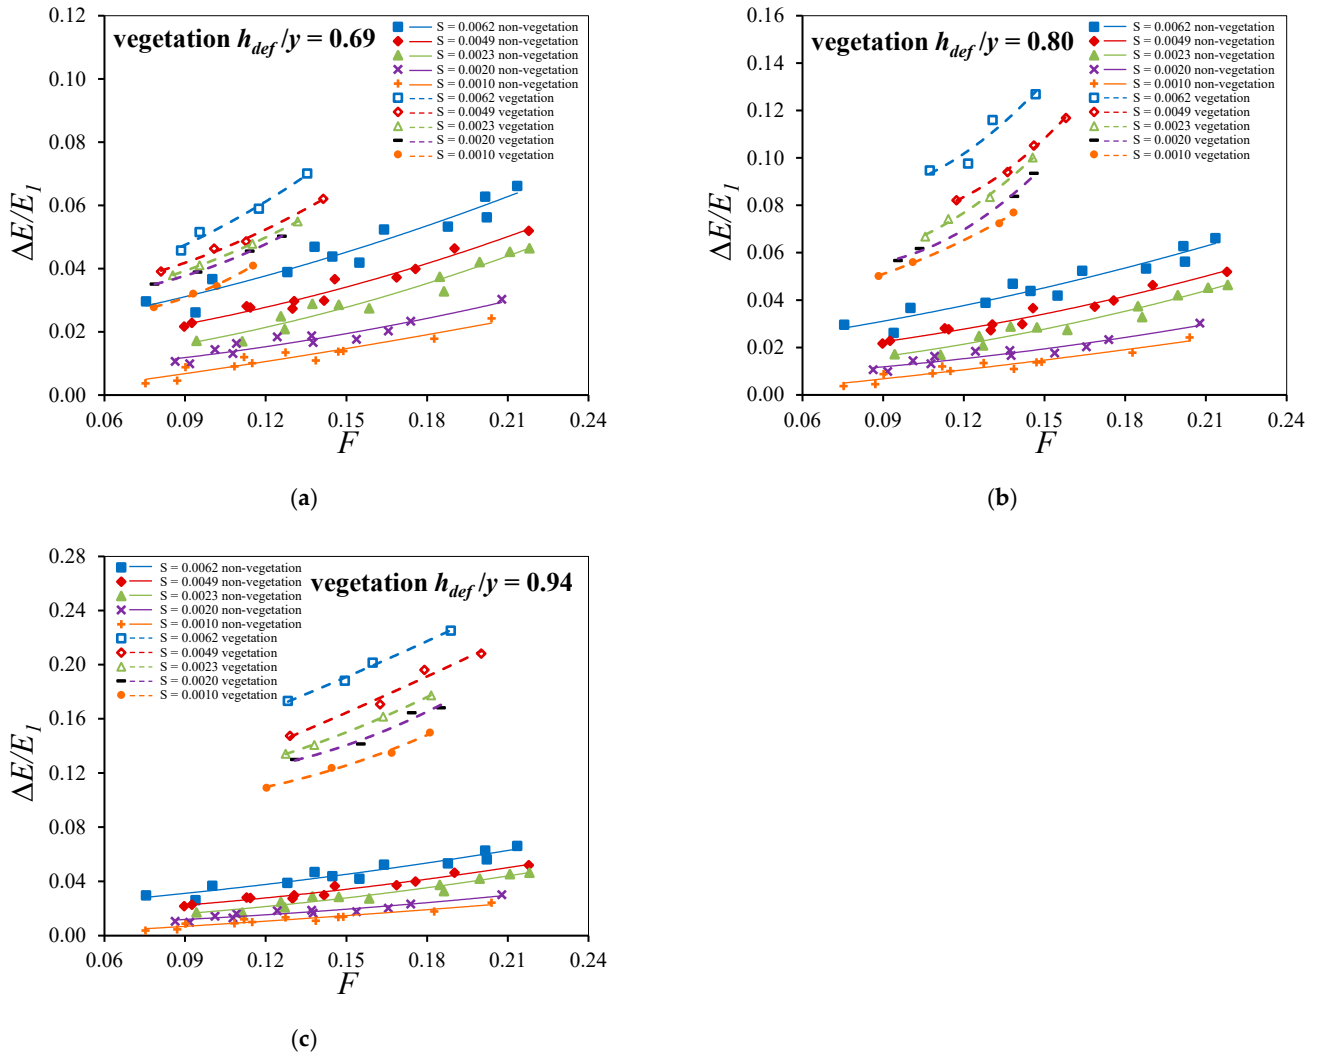 vegetation h_def/y = 0.69
S = 0.0062 non-vegetation
S = 0.0049 non-vegetation
S = 0.0023 non-vegetation
S = 0.0020 non-vegetation
S = 0.0010 non-vegetation
S = 0.0062 vegetation
S = 0.0049 vegetation
S = 0.0023 vegetation
S = 0.0020 vegetation
S = 0.0010 vegetation
ΔE/E₁
0.12
0.10
0.08
0.06
0.04
0.02
0.00
0.06 0.09 0.12 0.15 0.18 0.21 0.24
F
(a)
vegetation h_def/y = 0.80
S = 0.0062 non-vegetation
S = 0.0049 non-vegetation
S = 0.0023 non-vegetation
S = 0.0020 non-vegetation
S = 0.0010 non-vegetation
S = 0.0062 vegetation
S = 0.0049 vegetation
S = 0.0023 vegetation
S = 0.0020 vegetation
S = 0.0010 vegetation
ΔE/E₁
0.16
0.14
0.12
0.10
0.08
0.06
0.04
0.02
0.00
0.06 0.09 0.12 0.15 0.18 0.21 0.24
F
(b)
vegetation h_def/y = 0.94
S = 0.0062 non-vegetation
S = 0.0049 non-vegetation
S = 0.0023 non-vegetation
S = 0.0020 non-vegetation
S = 0.0010 non-vegetation
S = 0.0062 vegetation
S = 0.0049 vegetation
S = 0.0023 vegetation
S = 0.0020 vegetation
S = 0.0010 vegetation
ΔE/E₁
0.28
0.24
0.20
0.16
0.12
0.08
0.04
0.00
0.06 0.09 0.12 0.15 0.18 0.21 0.24
F
(c)